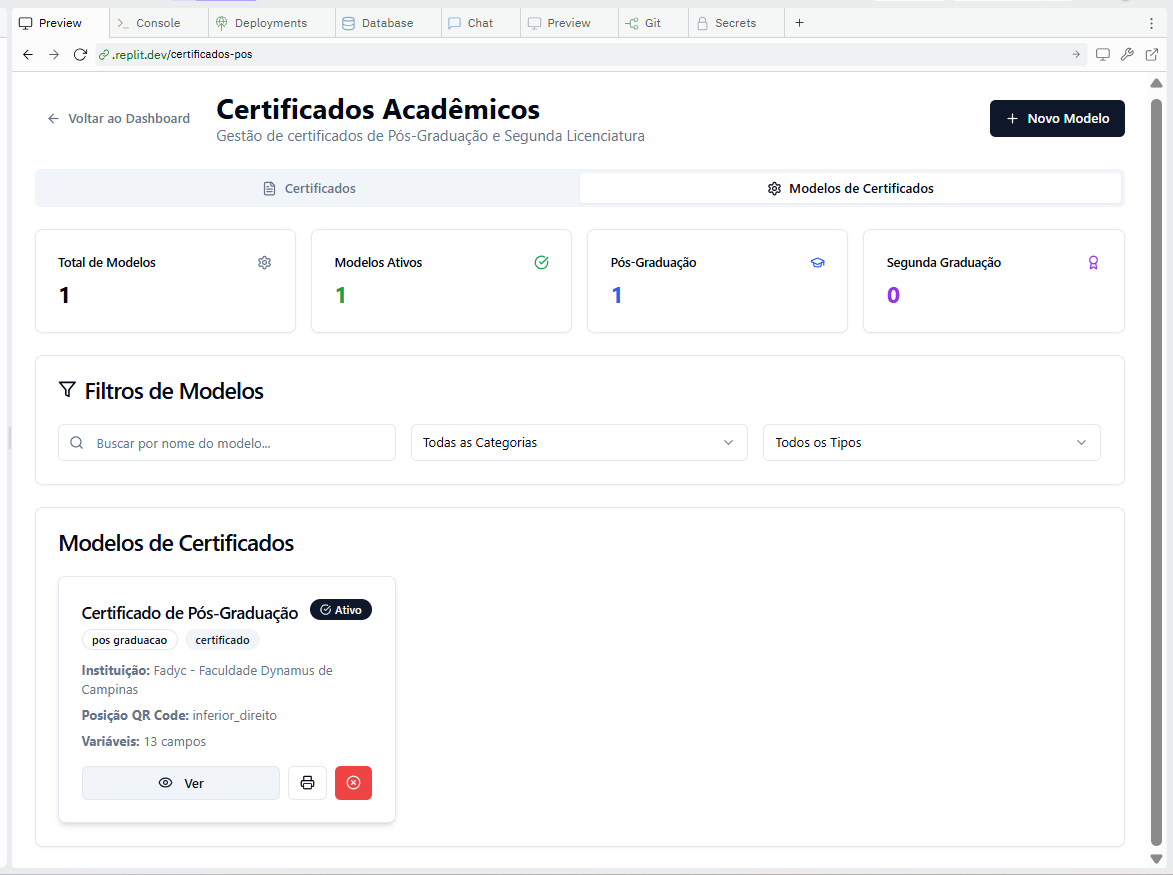 Preview
Console
Deployments
Database
Chat
Preview
Git
Secrets
.replit.dev/certificados-pos
Voltar ao Dashboard
Certificados Acadêmicos
Gestão de certificados de Pós-Graduação e Segunda Licenciatura
Novo Modelo
Certificados
Modelos de Certificados
Total de Modelos
1
Modelos Ativos
1
Pós-Graduação
1
Segunda Graduação
0
Filtros de Modelos
Buscar por nome do modelo...
Todas as Categorias
Todos os Tipos
Modelos de Certificados
Certificado de Pós-Graduação
Ativo
pos graduacao
certificado
Instituição: Fadyc - Faculdade Dynamus de
Campinas
Posição QR Code: inferior_direito
Variáveis: 13 campos
Ver